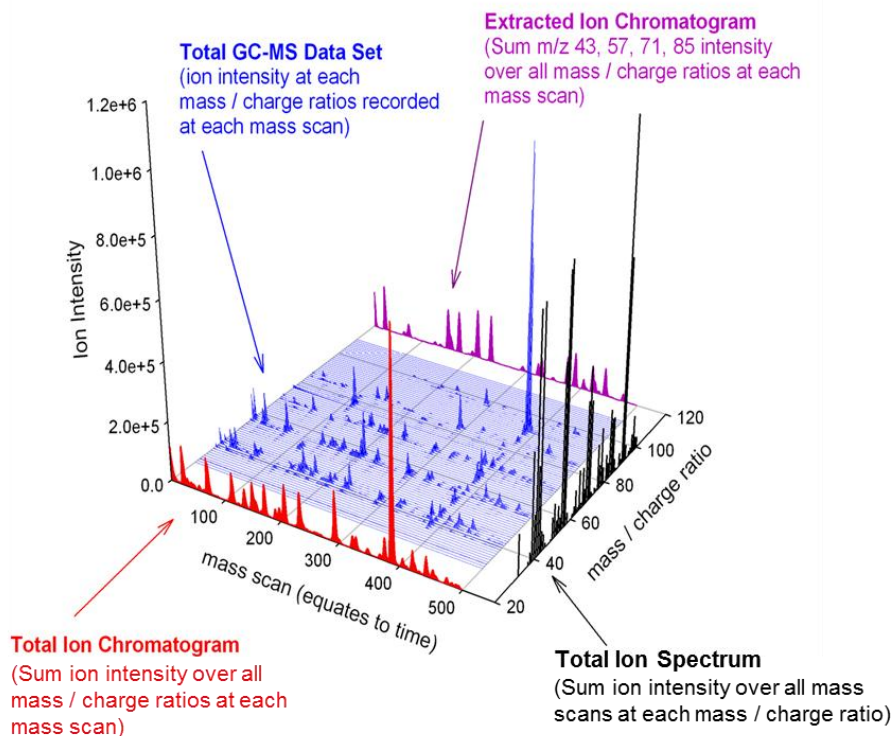 Extracted Ion Chromatogram
(Sum m/z 43, 57, 71, 85 intensity
over all mass / charge ratios at each
mass scan)
Total GC-MS Data Set
(ion intensity at each
mass / charge ratios recorded
at each mass scan)
1.2e+6
1.0e+6
8.0e+5
6.0e+5
4.0e+5
2.0e+5
0.0
Ion Intensity
100
200
300
400
500
mass scan (equates to time)
20
40
60
80
100
120
mass / charge ratio
Total Ion Chromatogram
(Sum ion intensity over all
mass / charge ratios at each
mass scan)
Total Ion Spectrum
(Sum ion intensity over all mass
scans at each mass / charge ratio)